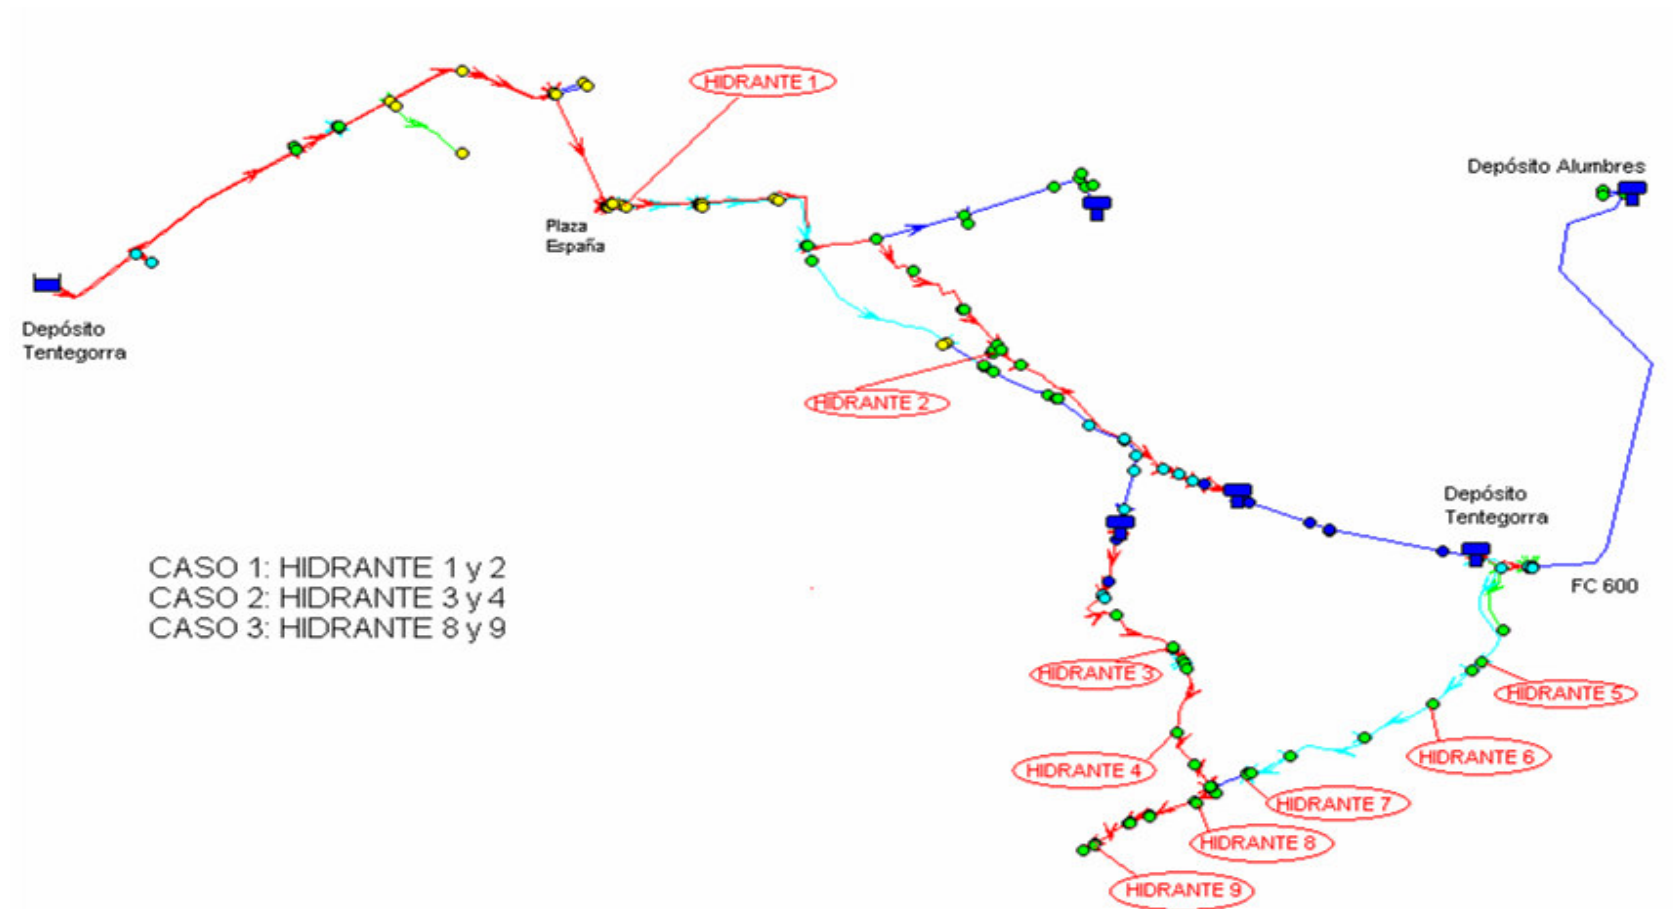 HIDRANTE 1
Depósito Alumbres
Plaza
España
Depósito
Tentegorra
HIDRANTE 2
Depósito
Tentegorra
FC 600
CASO 1: HIDRANTE 1 y 2
CASO 2: HIDRANTE 3 y 4
CASO 3: HIDRANTE 8 y 9
HIDRANTE 3
HIDRANTE 5
HIDRANTE 6
HIDRANTE 4
HIDRANTE 7
HIDRANTE 8
HIDRANTE 9